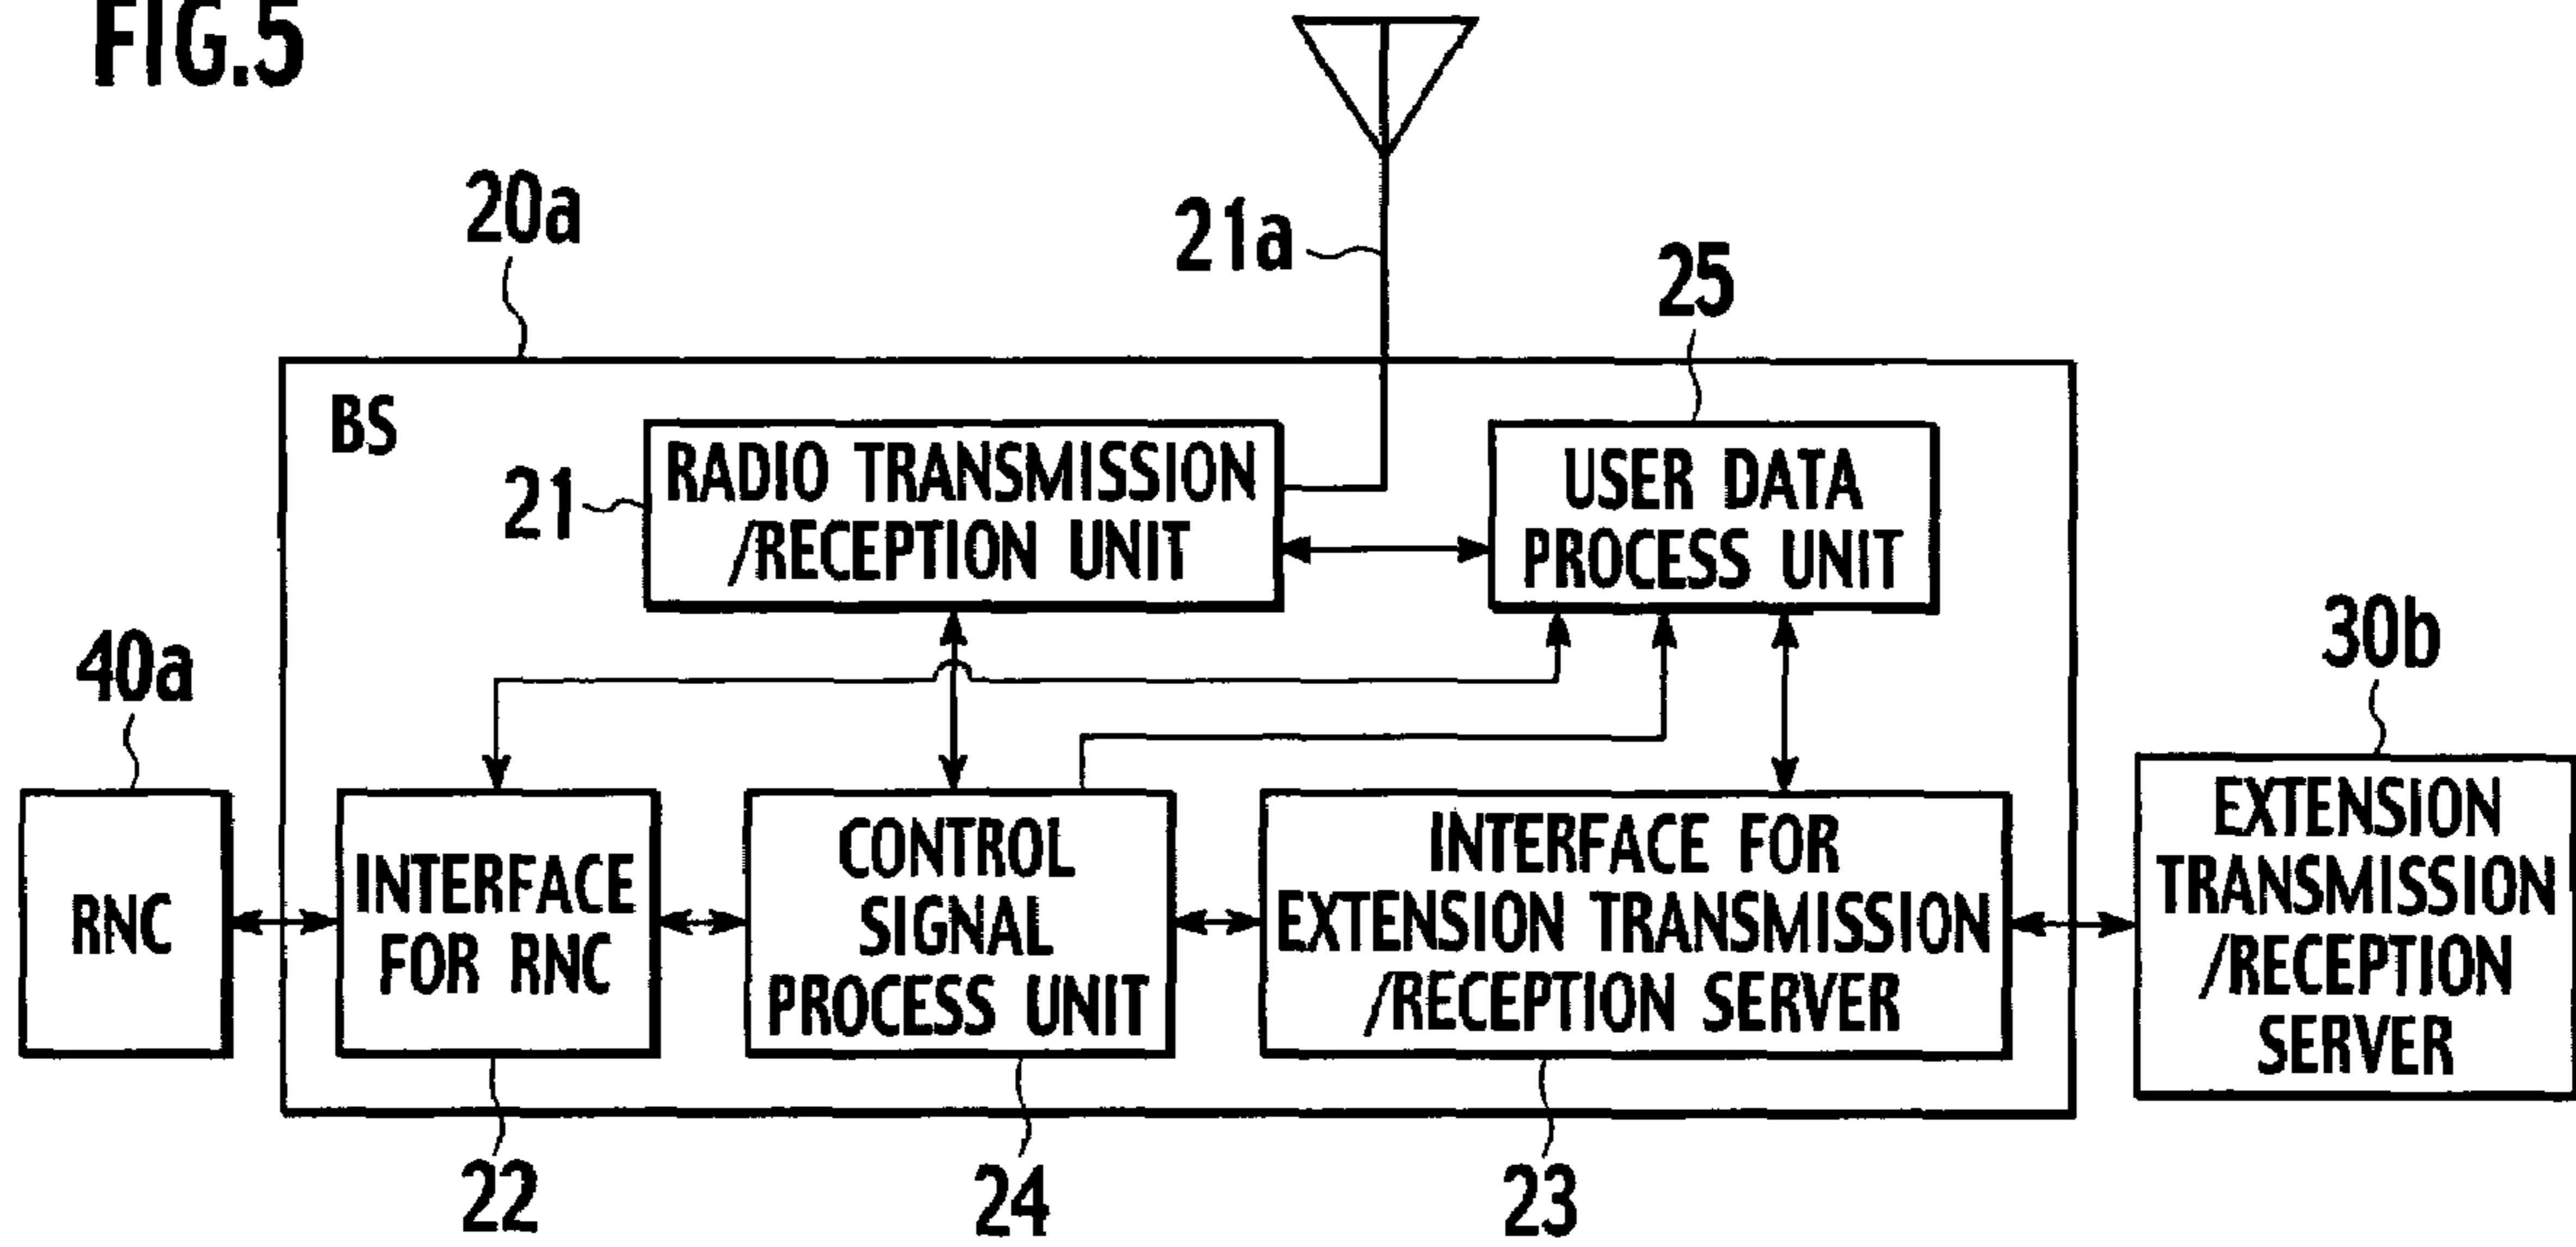 FIG.5
20a
21a
25
BS
21
RADIO TRANSMISSION
/RECEPTION UNIT
USER DATA
PROCESS UNIT
40a
30b
RNC
INTERFACE
FOR RNC
CONTROL
SIGNAL
PROCESS UNIT
INTERFACE FOR
EXTENSION TRANSMISSION
/RECEPTION SERVER
EXTENSION
TRANSMISSION
/RECEPTION
SERVER
22
24
23